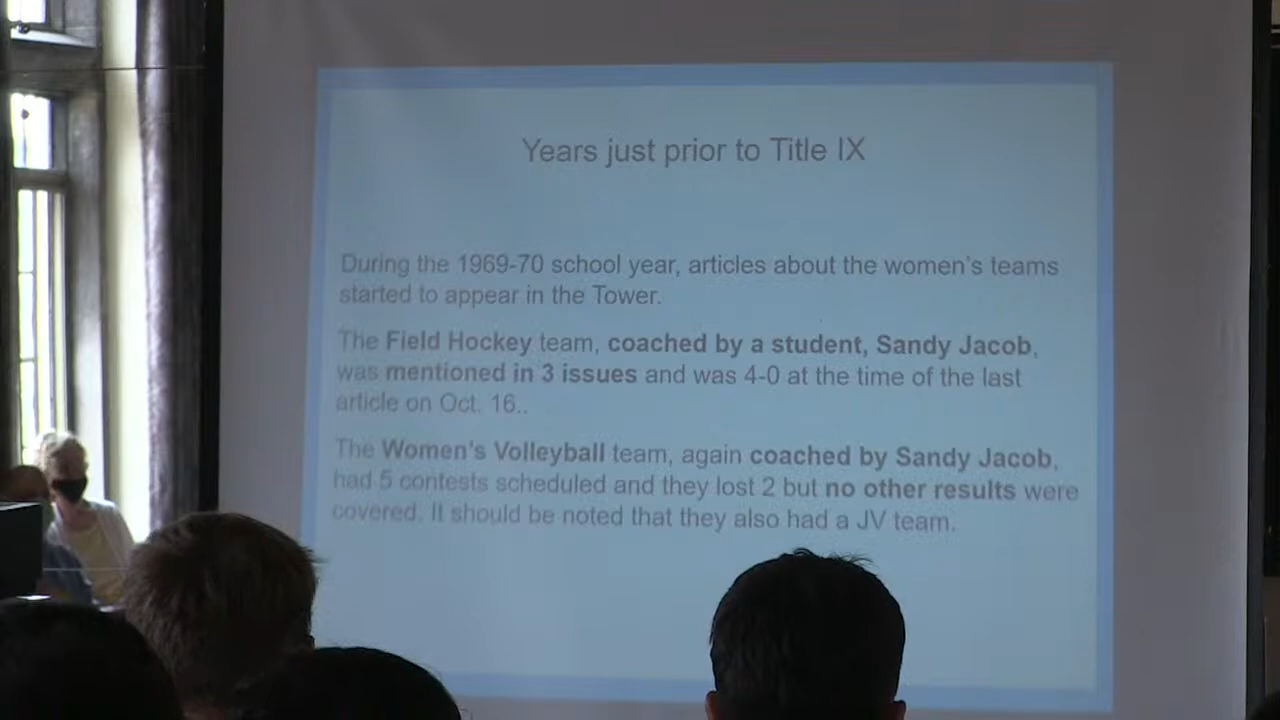 Years just prior to Title IX
During the 1969-70 school year, articles about the women's teams
started to appear in the Tower.
The Field Hockey team, coached by a student, Sandy Jacob,
was mentioned in 3 issues and was 4-0 at the time of the last
article on Oct. 16..
The Women's Volleyball team, again coached by Sandy Jacob,
had 5 contests scheduled and they lost 2 but no other results were
covered. It should be noted that they also had a JV team.